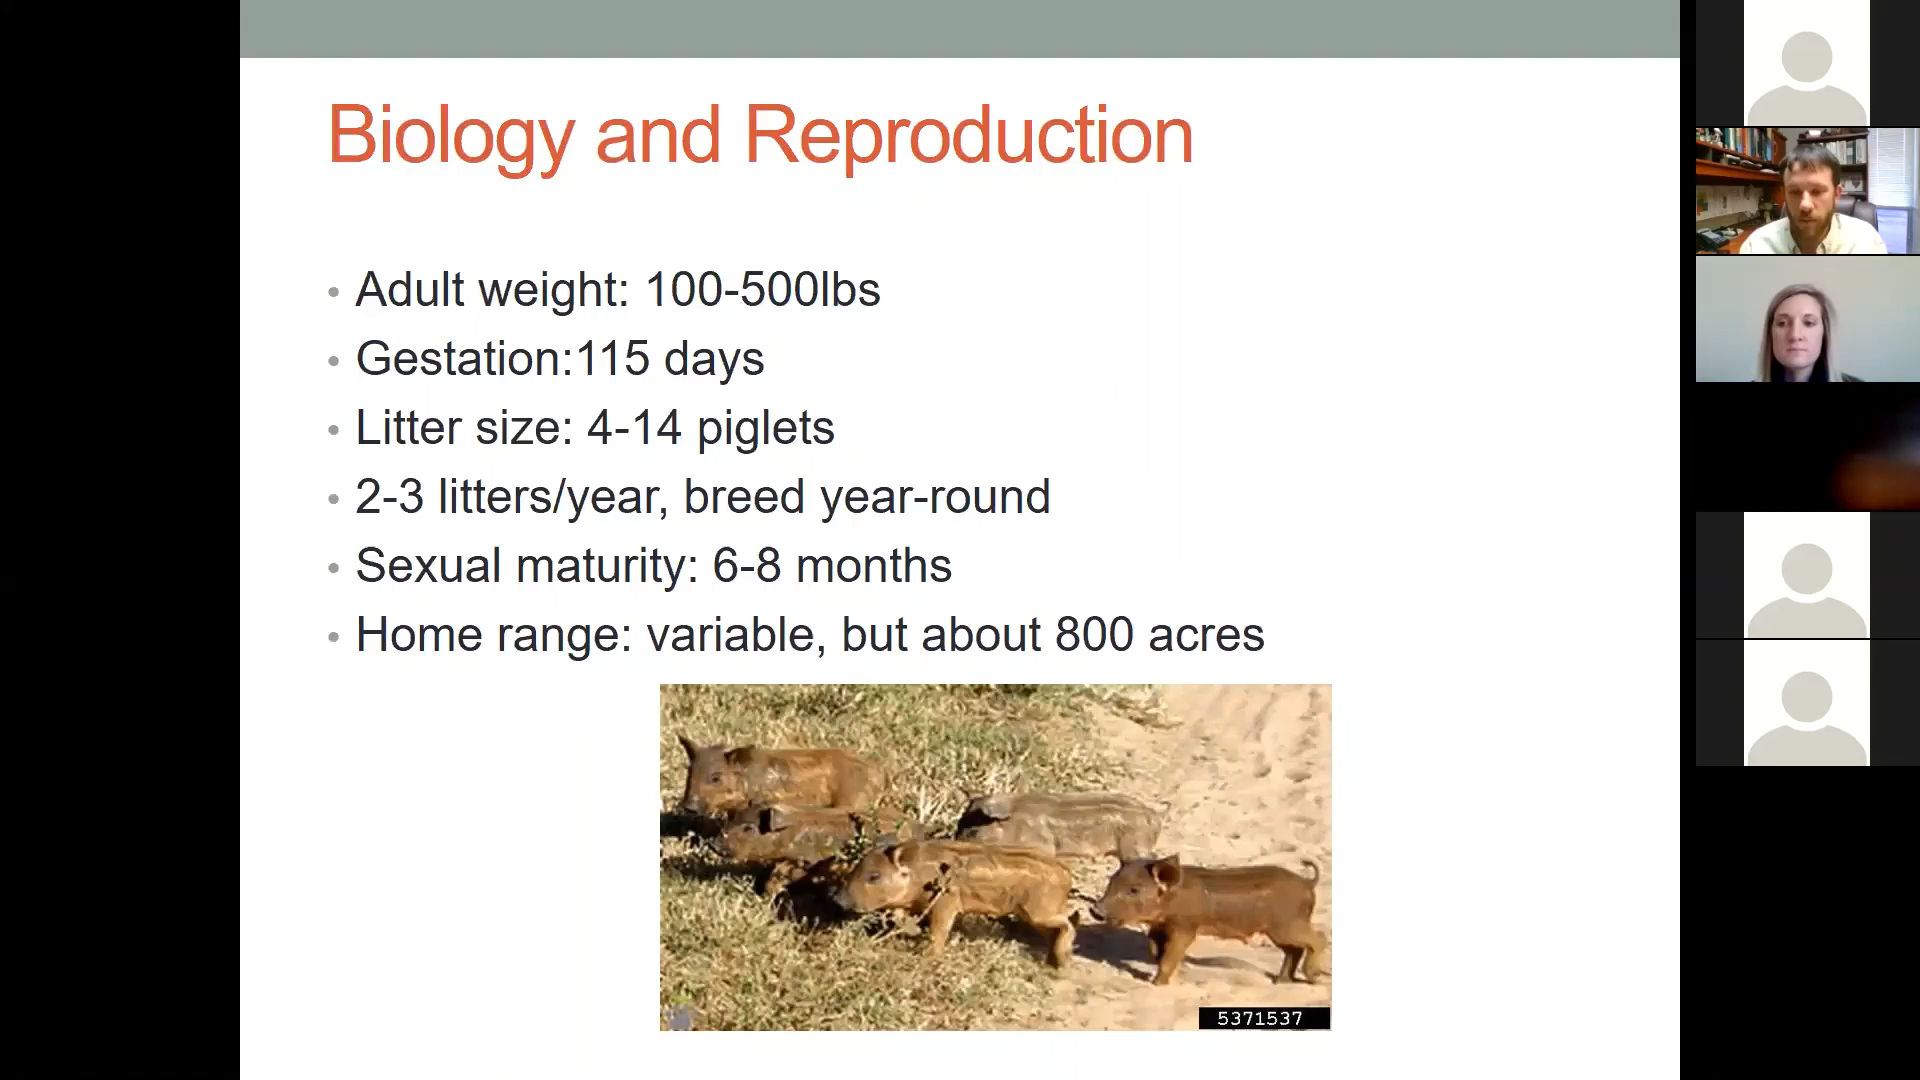 Biology and Reproduction
• Adult weight: 100-500lbs
• Gestation:115 days
• Litter size: 4-14 piglets
• 2-3 litters/year, breed year-round
• Sexual maturity: 6-8 months
• Home range: variable, but about 800 acres
5371537